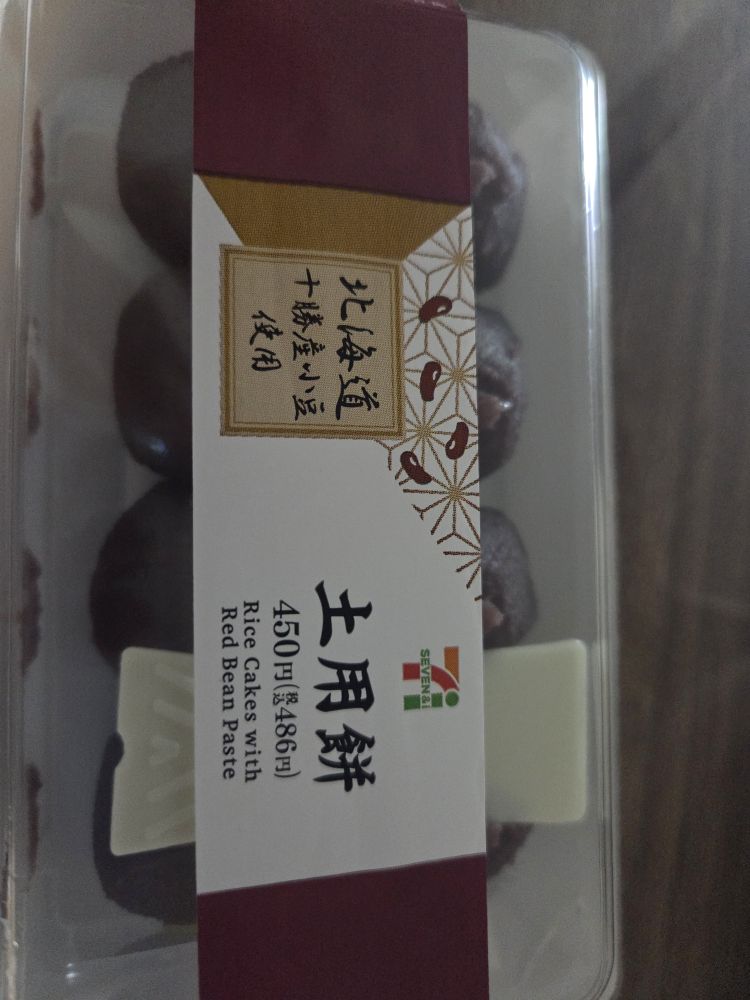 北海道
十勝産小豆
使用
SEVEN&i
土用餅
450円(税込486円)
Rice Cakes with
Red Bean Paste